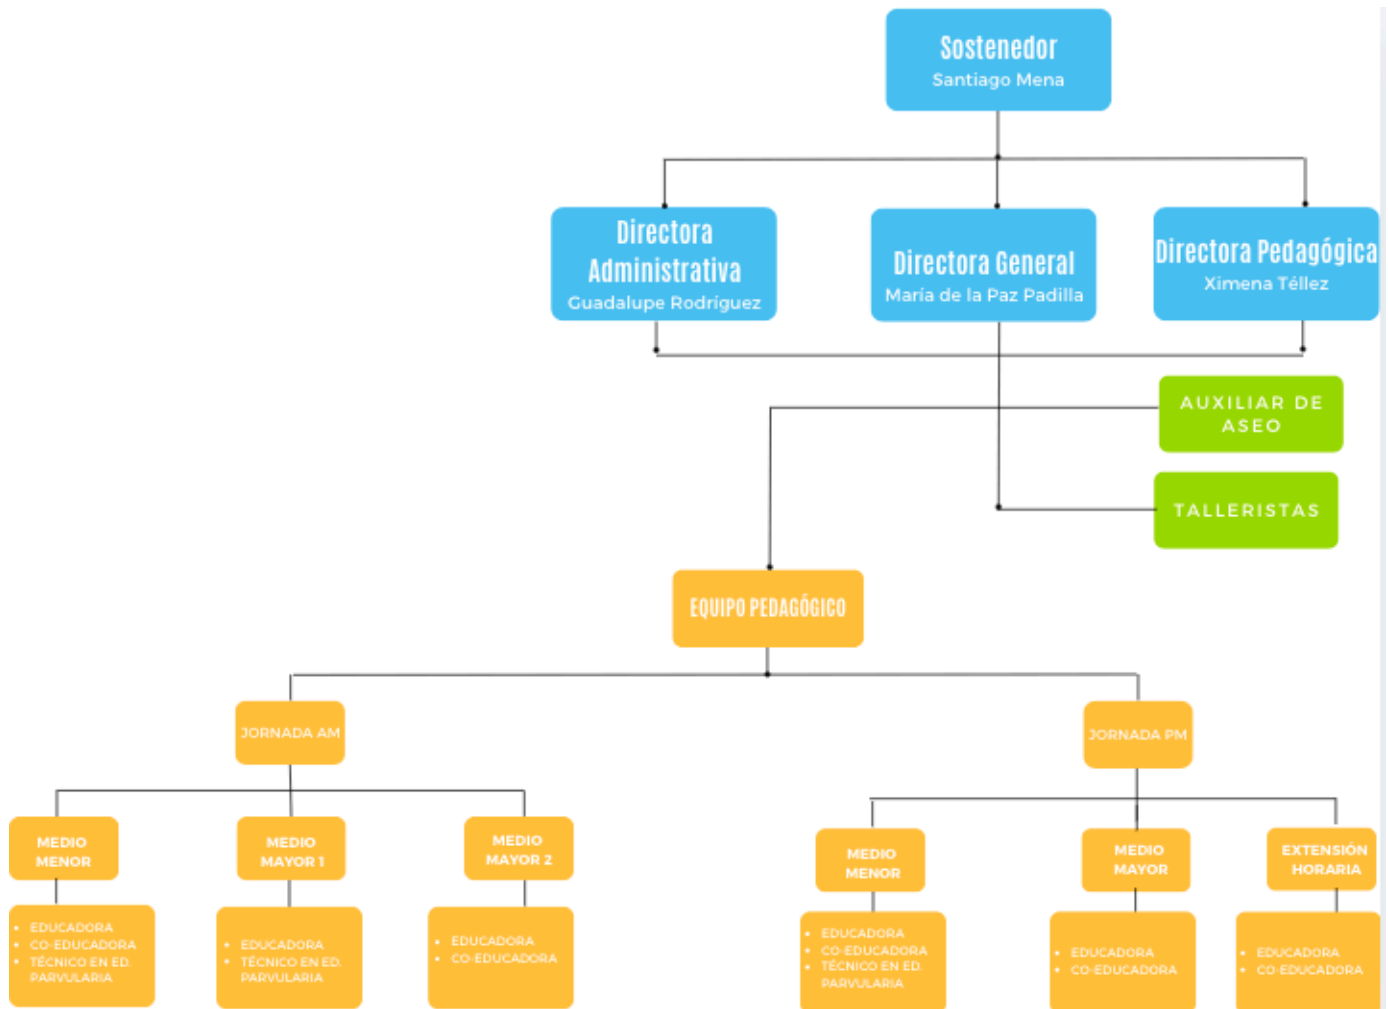 Sostenedor
Santiago Mena
Directora
Administrativa
Guadalupe Rodríguez
Directora General
María de la Paz Padilla
Directora Pedagógica
Ximena Téllez
AUXILIAR DE
ASEO
TALLERISTAS
EQUIPO PEDAGÓGICO
JORNADA AM
JORNADA PM
MEDIO
MENOR
MEDIO
MAYOR 1
MEDIO
MAYOR 2
MEDIO
MENOR
MEDIO
MAYOR
EXTENSIÓN
HORARIA
• EDUCADORA
• CO-EDUCADORA
• TÉCNICO EN ED.
PARVULARIA
• EDUCADORA
• TÉCNICO EN ED.
PARVULARIA
• EDUCADORA
• CO-EDUCADORA
• EDUCADORA
• CO-EDUCADORA
• TÉCNICO EN ED.
PARVULARIA
• EDUCADORA
• CO-EDUCADORA
• EDUCADORA
• CO-EDUCADORA